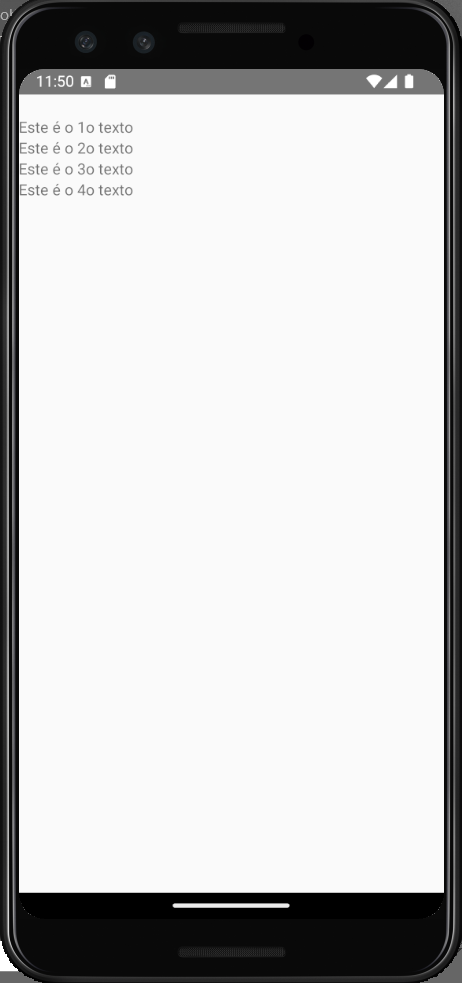 11:50
Este é o 1o texto
Este é o 2o texto
Este é o 3o texto
Este é o 4o texto